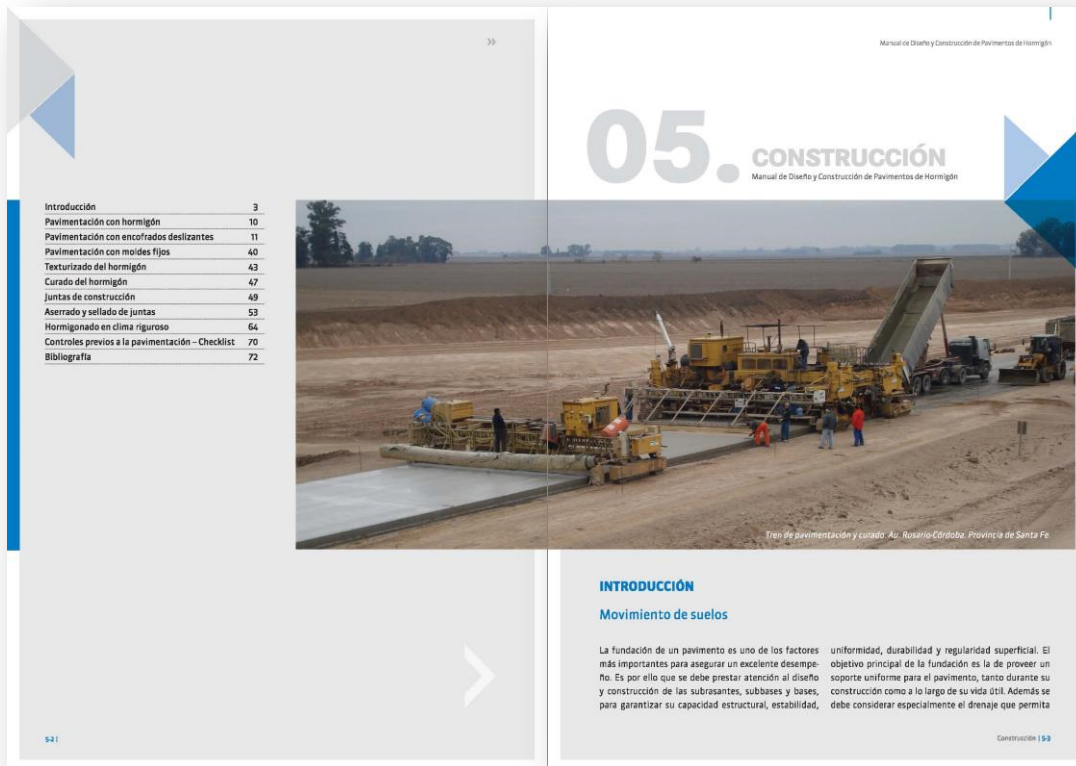 »
Introducción 3
Pavimentación con hormigón 10
Pavimentación con encofrados deslizantes 11
Pavimentación con moldes fijos 40
Texturizado del hormigón 43
Curado del hormigón 47
Juntas de construcción 49
Aserrado y sellado de juntas 53
Hormigonado en clima riguroso 64
Controles previos a la pavimentación – Checklist 70
Bibliografía 72
5-2 |
Manual de Diseño y Construcción de Pavimentos de Hormigón
05. CONSTRUCCIÓN
Manual de Diseño y Construcción de Pavimentos de Hormigón
Tren de pavimentación y curado. Au. Rosario-Córdoba. Provincia de Santa Fe.
INTRODUCCIÓN
Movimiento de suelos
La fundación de un pavimento es uno de los factores
más importantes para asegurar un excelente desempe-
ño. Es por ello que se debe prestar atención al diseño
y construcción de las subrasantes, subbases y bases,
para garantizar su capacidad estructural, estabilidad,
uniformidad, durabilidad y regularidad superficial. El
objetivo principal de la fundación es la de proveer un
soporte uniforme para el pavimento, tanto durante su
construcción como a lo largo de su vida útil. Además se
debe considerar especialmente el drenaje que permita
Construcción | 5-3